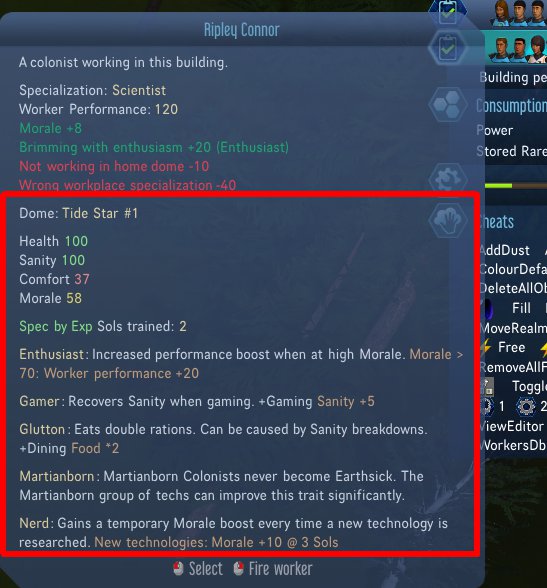 Ripley Connor
A colonist working in this building.
Specialization: Scientist
Worker Performance: 120
Morale +8
Brimming with enthusiasm +20 (Enthusiast)
Not working in home dome -10
Wrong workplace specialization -40
Dome: Tide Star #1
Health 100
Sanity 100
Comfort 37
Morale 58
Spec by Exp Sols trained: 2
Enthusiast: Increased performance boost when at high Morale. Morale >
70: Worker performance +20
Gamer: Recovers Sanity when gaming. +Gaming Sanity +5
Glutton: Eats double rations. Can be caused by Sanity breakdowns.
+Dining Food *2
Martianborn: Martianborn Colonists never become Earthsick. The
Martianborn group of techs can improve this trait significantly.
Nerd: Gains a temporary Morale boost every time a new technology is
researched. New technologies: Morale +10 @ 3 Sols
Select Fire worker
Building pe
Consumption
Power
Stored Rare
Cheats
AddDust
ColourDefa
DeleteAllOb
Fill
MoveRealm
Free
RemoveAllF
Toggle
1 2
ViewEditor
WorkersDb